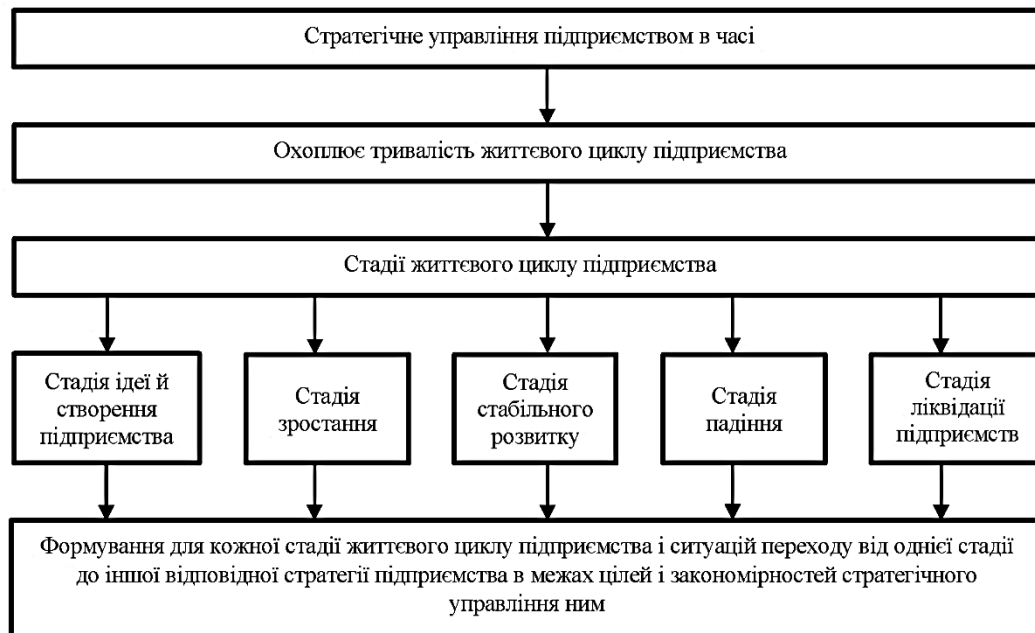 Стратегічне управління підприємством в часі
Охоплює тривалість життєвого циклу підприємства
Стадії життєвого циклу підприємства
Стадія ідеї й
створення
підприємства
Стадія
зростання
Стадія
стабільного
розвитку
Стадія
падіння
Стадія
ліквідації
підприємств
Формування для кожної стадії життєвого циклу підприємства і ситуацій переходу від однієї стадії
до іншої відповідної стратегії підприємства в межах цілей і закономірностей стратегічного
управління ним